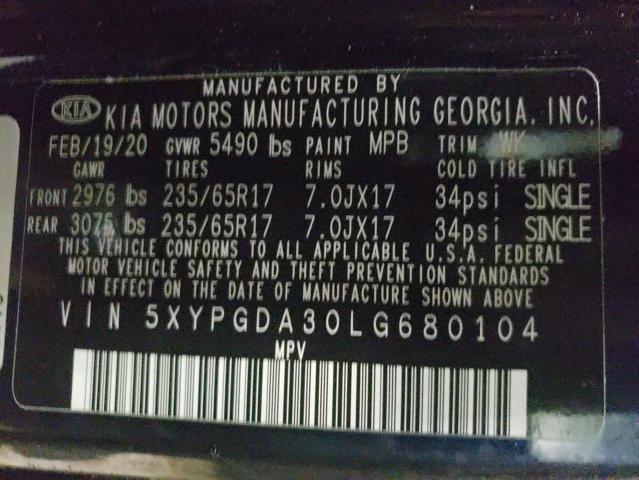 MANUFACTURED BY
KIA KIA MOTORS MANUFACTURING GEORGIA, INC.
FEB/19/20 GVWR 5490 lbs PAINT MPB TRIM WK
GAWR TIRES RIMS COLD TIRE INFL
FRONT 2976 lbs 235/65R17 7.0JX17 34psi SINGLE
REAR 3075 lbs 235/65R17 7.0JX17 34psi SINGLE
THIS VEHICLE CONFORMS TO ALL APPLICABLE U.S.A. FEDERAL
MOTOR VEHICLE SAFETY AND THEFT PREVENTION STANDARDS
IN EFFECT ON THE DATE OF MANUFACTURE SHOWN ABOVE
VIN 5XYPGDA30LG680104
MPV